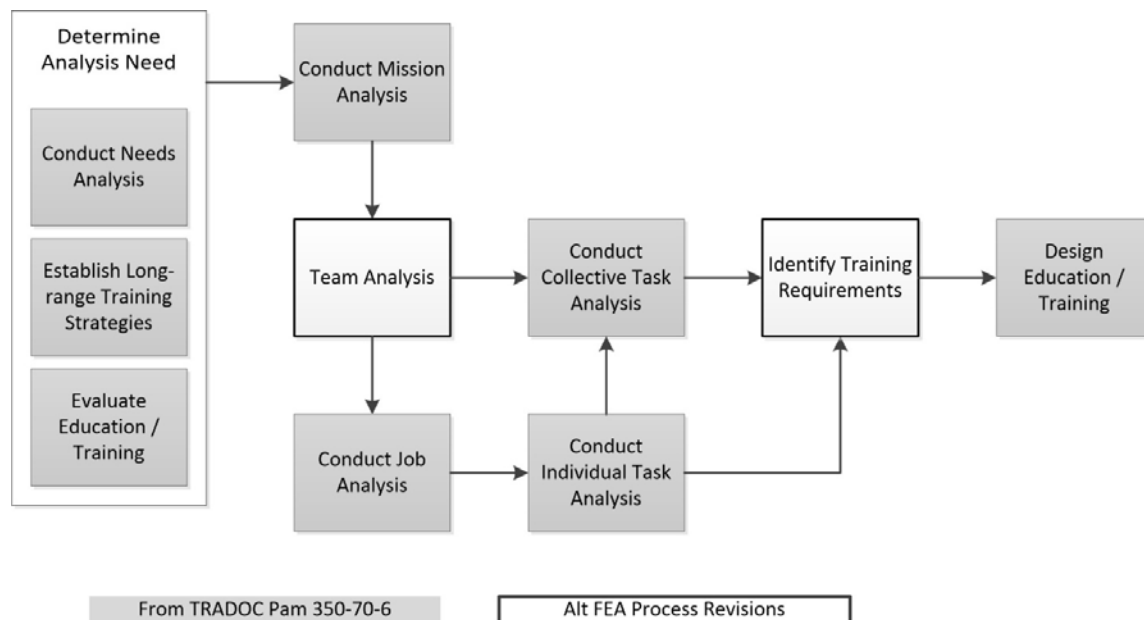 Determine
Analysis Need
Conduct Needs
Analysis
Establish Long-
range Training
Strategies
Evaluate
Education /
Training
Conduct Mission
Analysis
Team Analysis
Conduct Job
Analysis
Conduct
Collective Task
Analysis
Conduct
Individual Task
Analysis
Identify Training
Requirements
Design
Education /
Training
From TRADOC Pam 350-70-6
Alt FEA Process Revisions